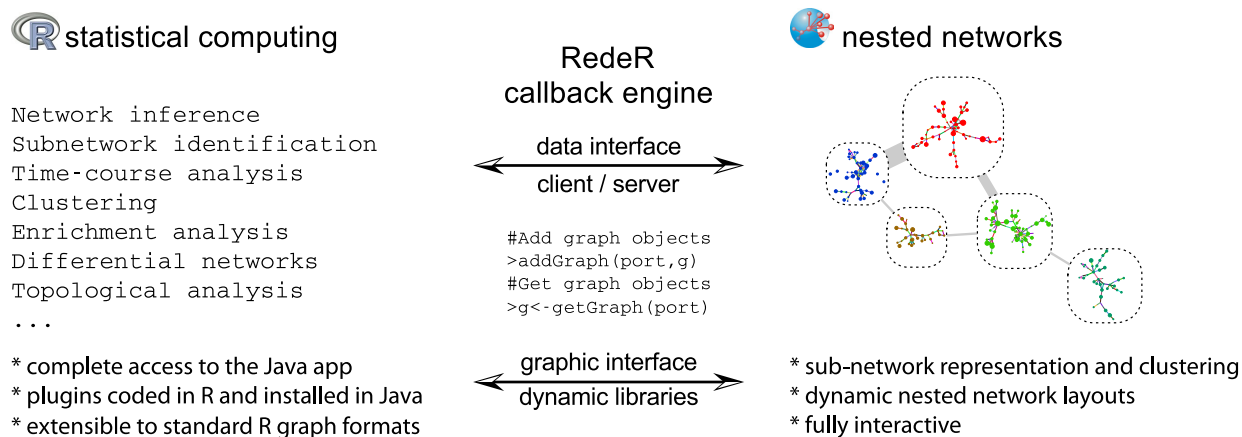 R statistical computing
Network inference
Subnetwork identification
Time-course analysis
Clustering
Enrichment analysis
Differential networks
Topological analysis
...
* complete access to the Java app
* plugins coded in R and installed in Java
* extensible to standard R graph formats
RedeR
callback engine
data interface
client / server
#Add graph objects
>addGraph(port,g)
#Get graph objects
>g<-getGraph(port)
graphic interface
dynamic libraries
nested networks
* sub-network representation and clustering
* dynamic nested network layouts
* fully interactive